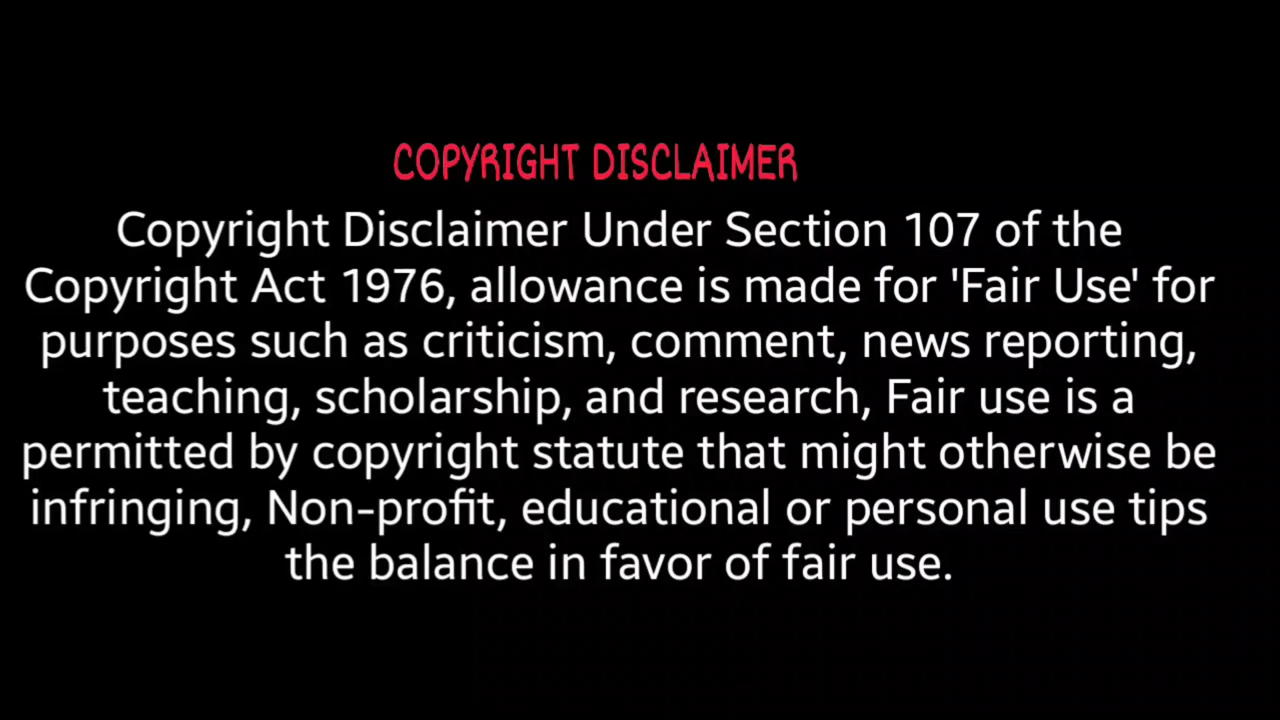 COPYRIGHT DISCLAIMER
Copyright Disclaimer Under Section 107 of the
Copyright Act 1976, allowance is made for 'Fair Use' for
purposes such as criticism, comment, news reporting,
teaching, scholarship, and research, Fair use is a
permitted by copyright statute that might otherwise be
infringing, Non-profit, educational or personal use tips
the balance in favor of fair use.